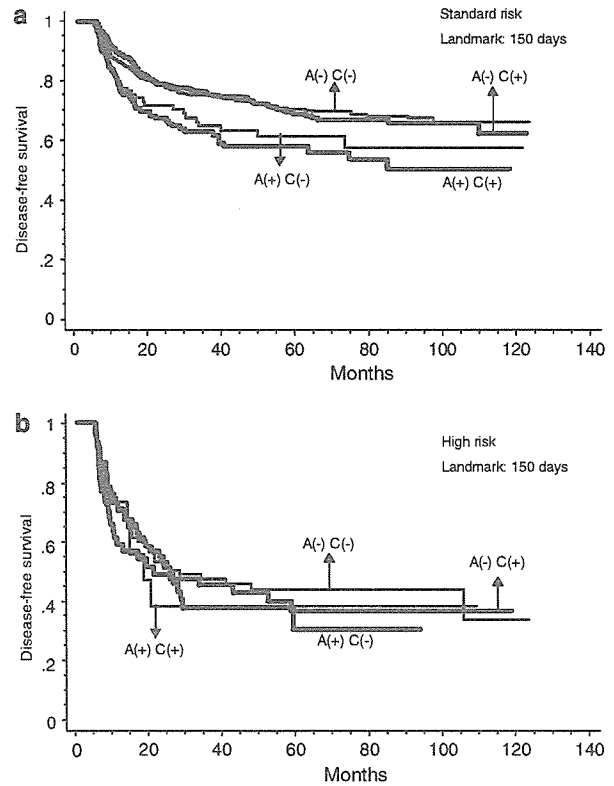 a
Standard risk
Landmark: 150 days
Disease-free survival
1
.8
.6
.4
.2
0
A(-) C(-)
A(-) C(+)
A(+) C(-)
A(+) C(+)
0 20 40 60 80 100 120 140
Months
b
High risk
Landmark: 150 days
Disease-free survival
1
.8
.6
.4
.2
0
A(-) C(-)
A(-) C(+)
A(+) C(+)
A(+) C(-)
0 20 40 60 80 100 120 140
Months